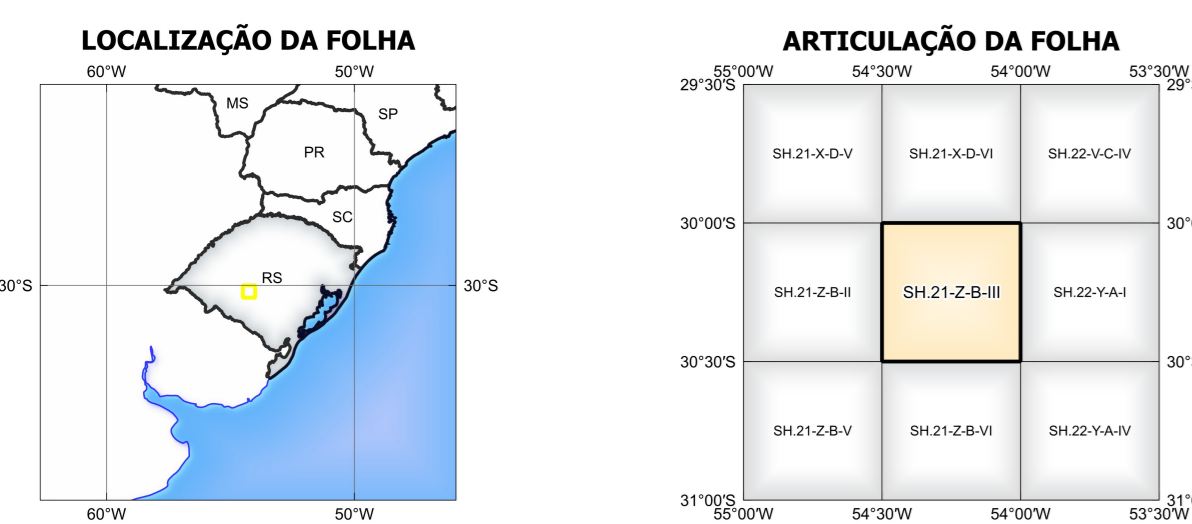 LOCALIZAÇÃO DA FOLHA
60°W 50°W
MS
SP
PR
SC
RS
30°S
60°W 50°W
ARTICULAÇÃO DA FOLHA
55°00'W 54°30'W 54°00'W 53°30'W
29°30'S
SH.21-X-D-V SH.21-X-D-VI SH.22-V-C-IV
30°00'S
SH.21-Z-B-II SH.21-Z-B-III SH.22-Y-A-I
30°30'S
SH.21-Z-B-V SH.21-Z-B-VI SH.22-Y-A-IV
31°00'S
55°00'W 54°30'W 54°00'W 53°30'W